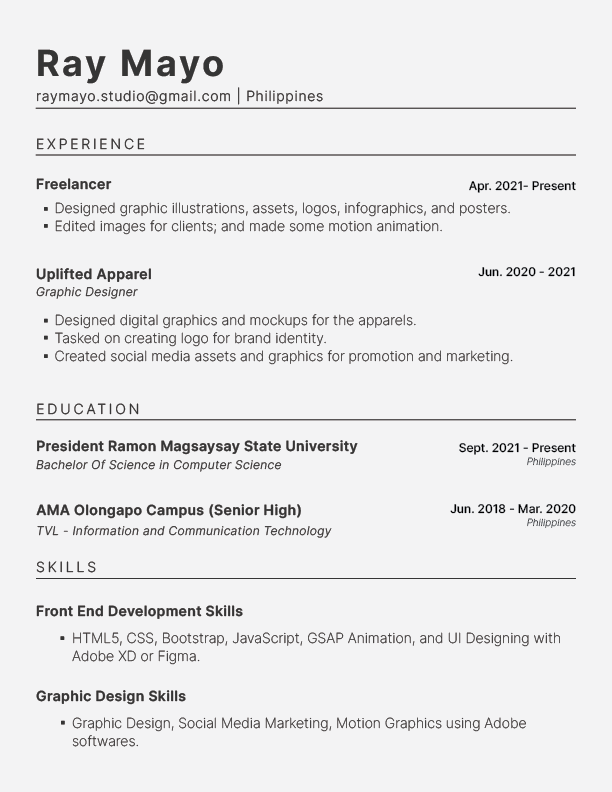 Ray Mayo
raymayo.studio@gmail.com | Philippines
EXPERIENCE
Freelancer Apr. 2021- Present
▪ Designed graphic illustrations, assets, logos, infographics, and posters.
▪ Edited images for clients; and made some motion animation.
Uplifted Apparel Jun. 2020 - 2021
Graphic Designer
▪ Designed digital graphics and mockups for the apparels.
▪ Tasked on creating logo for brand identity.
▪ Created social media assets and graphics for promotion and marketing.
EDUCATION
President Ramon Magsaysay State University Sept. 2021 - Present
Bachelor Of Science in Computer Science Philippines
AMA Olongapo Campus (Senior High) Jun. 2018 - Mar. 2020
Philippines
TVL - Information and Communication Technology
SKILLS
Front End Development Skills
▪ HTML5, CSS, Bootstrap, JavaScript, GSAP Animation, and UI Designing with
Adobe XD or Figma.
Graphic Design Skills
▪ Graphic Design, Social Media Marketing, Motion Graphics using Adobe
softwares.